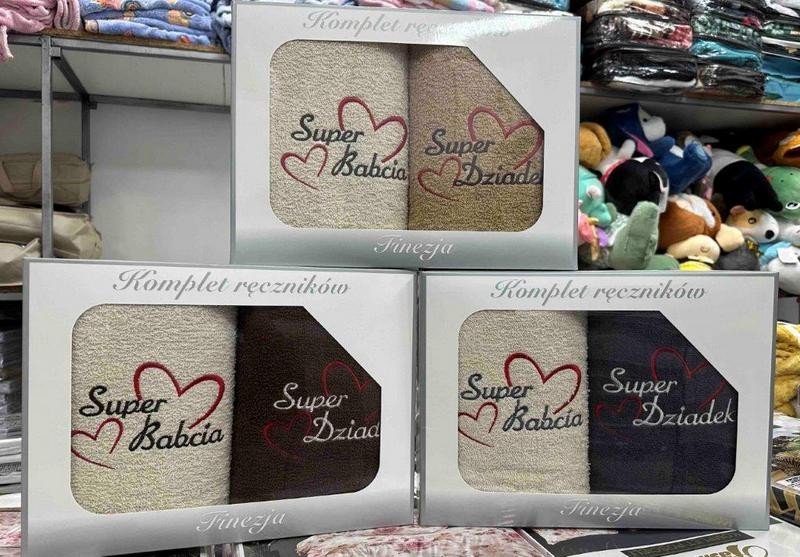 Komplet ręczników
Super
Babcia
Super
Dziadek
Finezja
Komplet ręczników
Super
Babcia
Super
Dziad
Finezja
Komplet ręczników
Super
Babcia
Super
Dziadek
Finezja